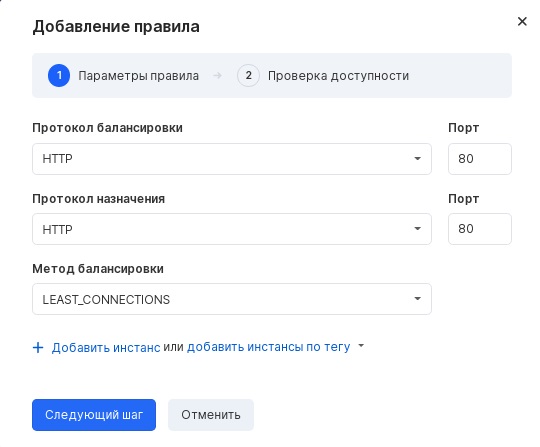 Добавление правила
1 Параметры правила → 2 Проверка доступности
Протокол балансировки Порт
HTTP 80
Протокол назначения Порт
HTTP 80
Метод балансировки
LEAST_CONNECTIONS
+ Добавить инстанс или добавить инстансы по тегу
Следующий шаг Отменить